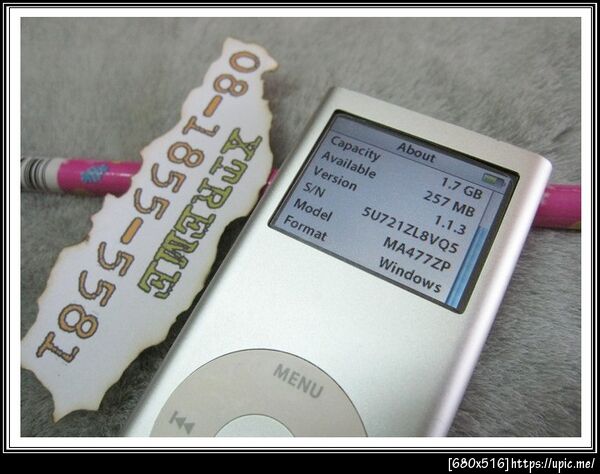 08-1855-5581
XTREME
About
Capacity 1.7 GB
Available 257 MB
Version 1.1.3
S/N 5U721ZL8VQ5
Model MA477ZP
Format Windows
MENU
[680x516]https://upic.me/